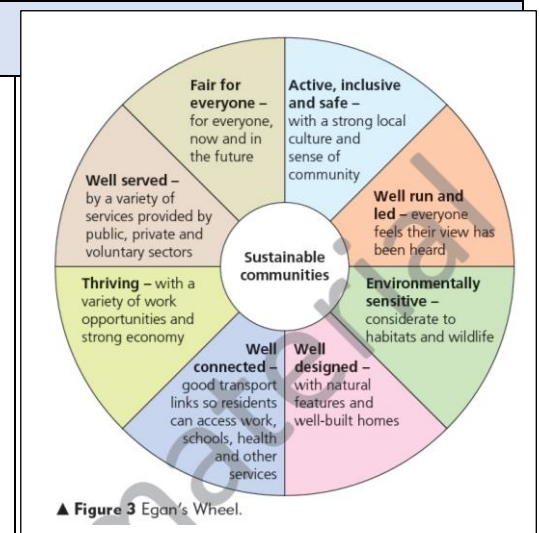 Fair for
everyone –
for everyone,
now and in
the future
Active, inclusive
and safe –
with a strong local
culture and
sense of
community
Well run and
led – everyone
feels their view has
been heard
Environmentally
sensitive –
considerate to
habitats and wildlife
Well
designed –
with natural
features and
well-built homes
Well
connected –
good transport
links so residents
can access work,
schools, health
and other
services
Thriving – with a
variety of work
opportunities and
strong economy
Well served –
by a variety of
services provided by
public, private and
voluntary sectors
Sustainable
communities
material
▲ Figure 3 Egan's Wheel.